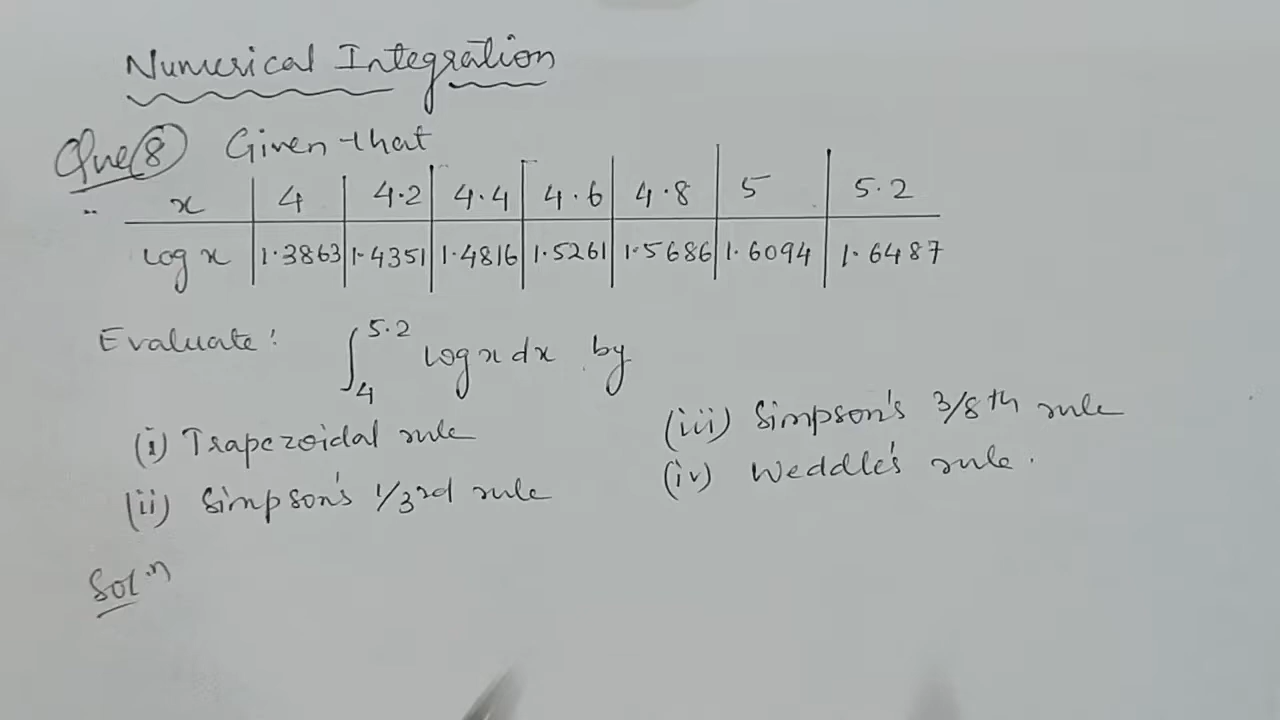 Numerical Integration
Que 8 Given that
x 4 4.2 4.4 4.6 4.8 5 5.2
log x 1.3863 1.4351 1.4816 1.5261 1.5686 1.6094 1.6487
Evaluate: ∫₄^5.2 log x dx by
(i) Trapezoidal rule
(ii) Simpson's 1/3rd rule
(iii) Simpson's 3/8th rule
(iv) Weddle's rule.
Solⁿ